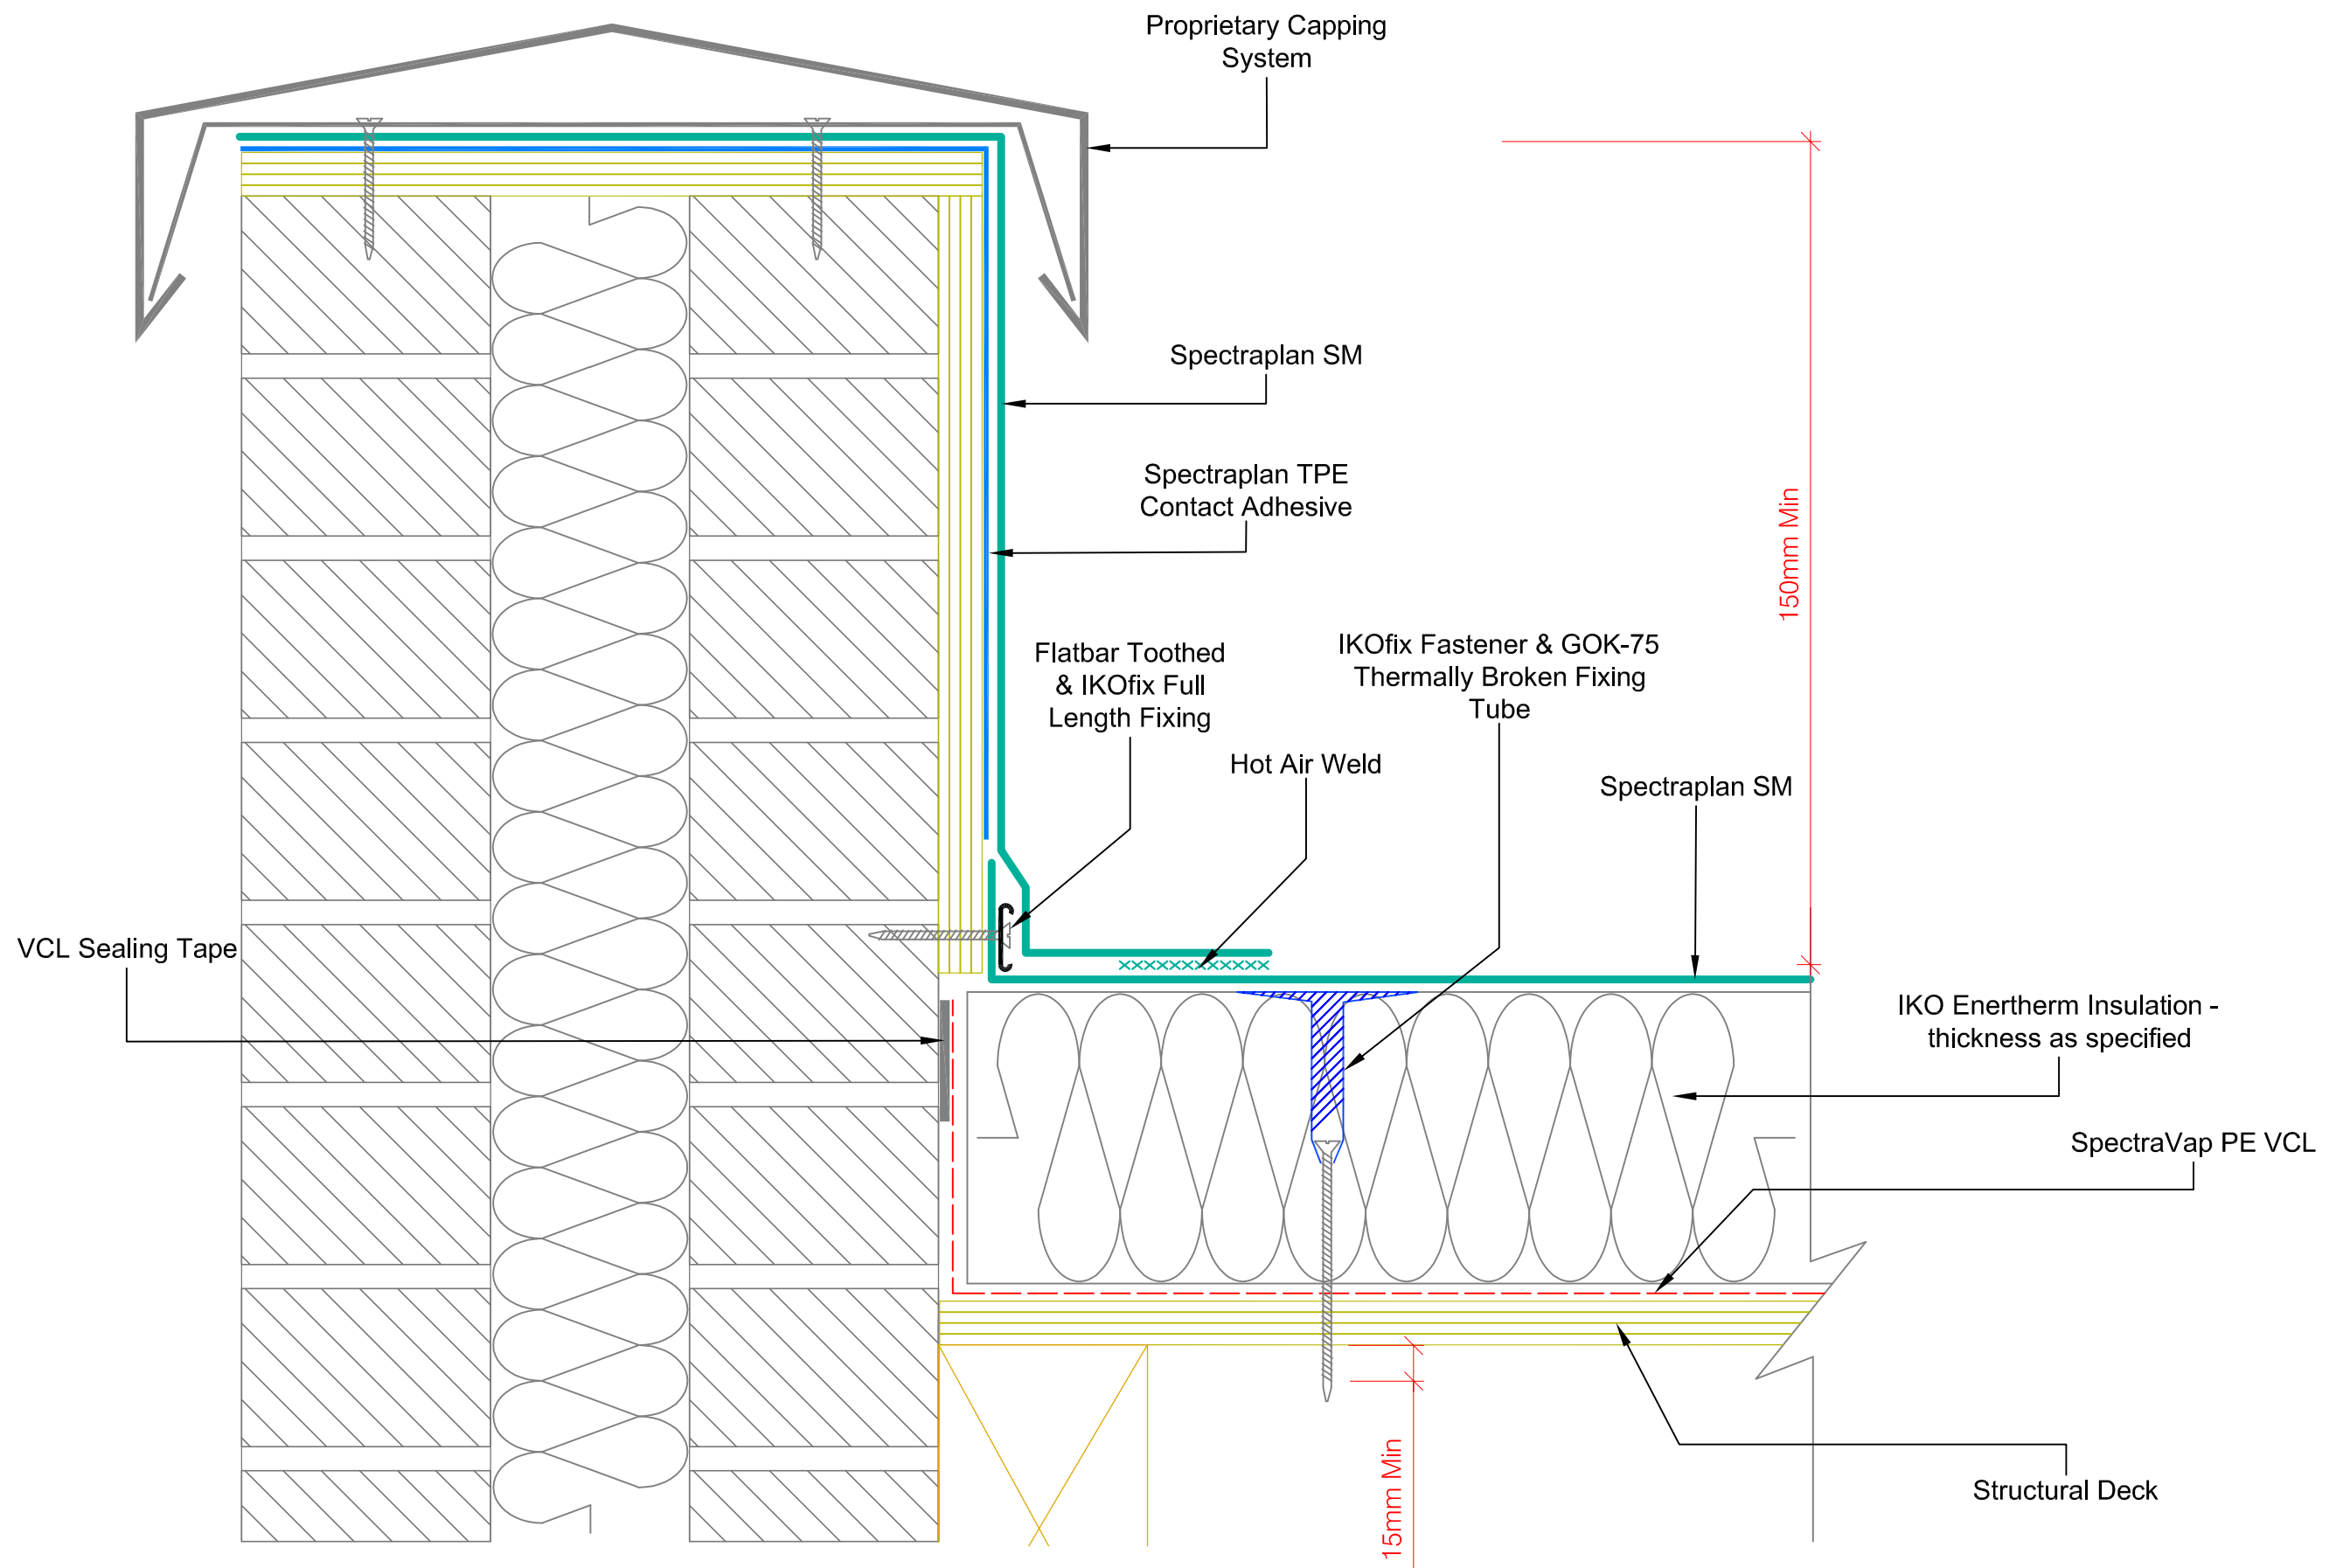 Proprietary Capping
System
Spectraplan SM
Spectraplan TPE
Contact Adhesive
150mm Min
Flatbar Toothed
& IKOfix Full
Length Fixing
IKOfix Fastener & GOK-75
Thermally Broken Fixing
Tube
Hot Air Weld
Spectraplan SM
VCL Sealing Tape
IKO Enertherm Insulation -
thickness as specified
SpectraVap PE VCL
Structural Deck
15mm Min